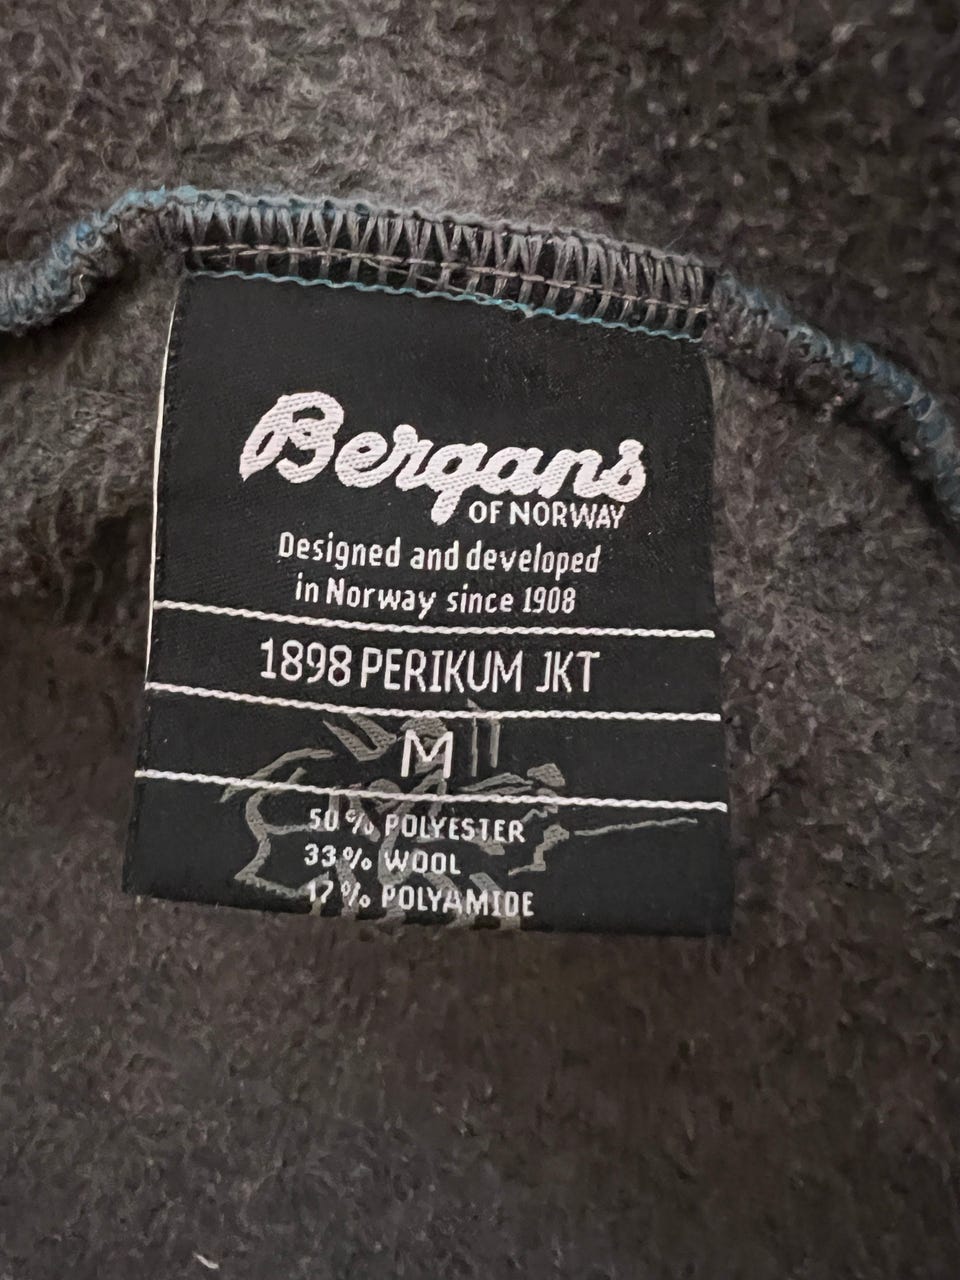 Bergans
OF NORWAY
Designed and developed
in Norway since 1908
1898 PERIKUM JKT
M
50 % POLYESTER
33 % WOOL
17 % POLYAMIDE